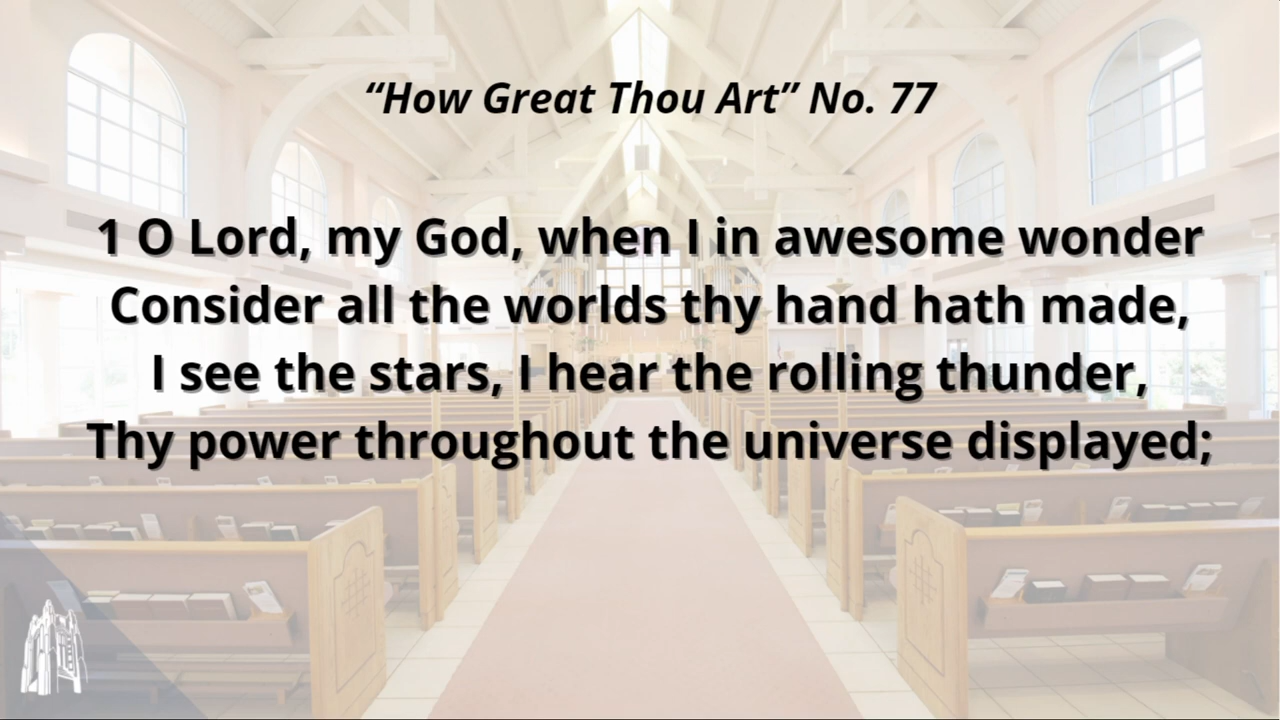 “How Great Thou Art” No. 77
1 O Lord, my God, when I in awesome wonder
Consider all the worlds thy hand hath made,
I see the stars, I hear the rolling thunder,
Thy power throughout the universe displayed;